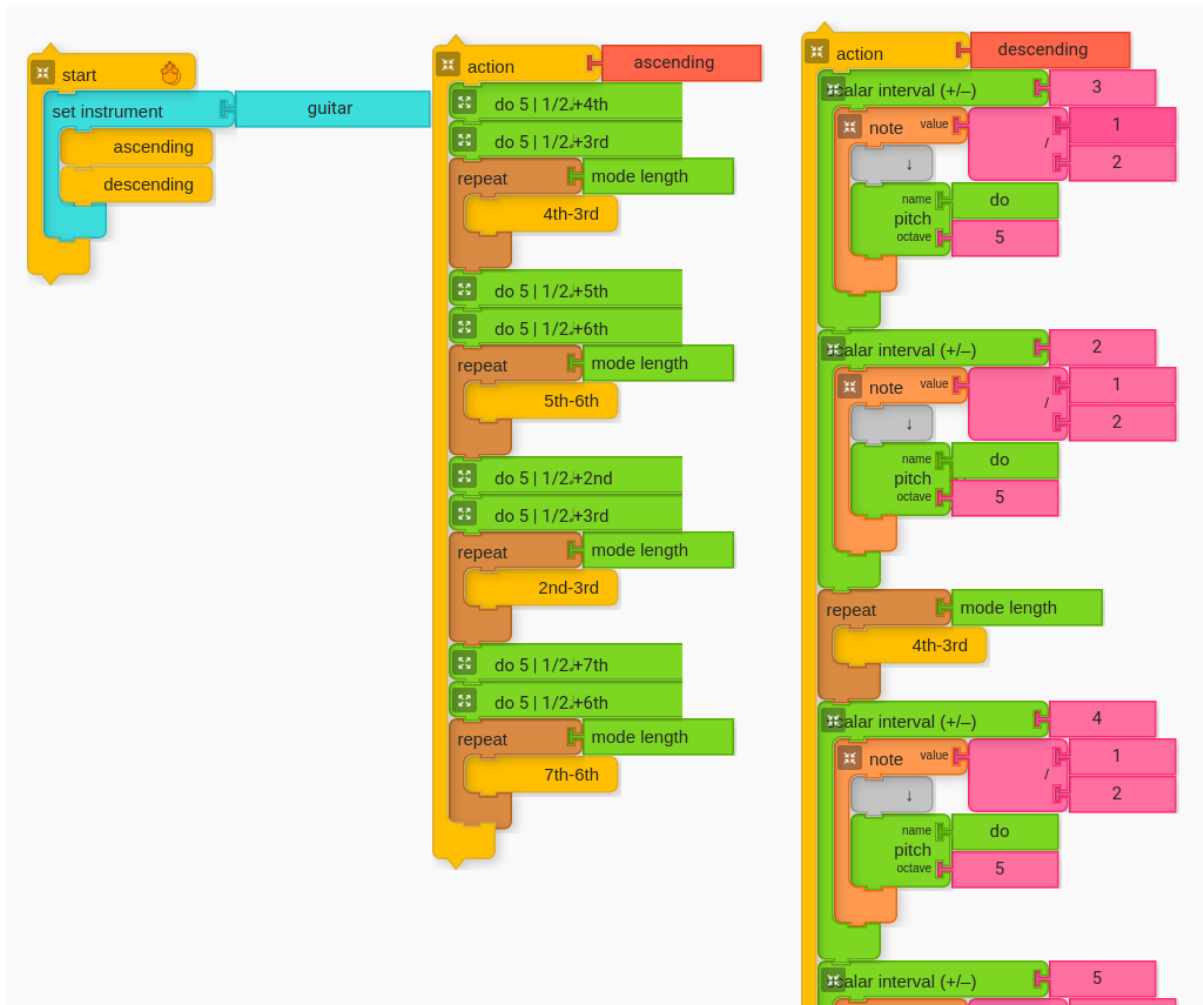 start
set instrument guitar
ascending
descending
action ascending
do 5 | 1/2♩+4th
do 5 | 1/2♩+3rd
repeat mode length
4th-3rd
do 5 | 1/2♩+5th
do 5 | 1/2♩+6th
repeat mode length
5th-6th
do 5 | 1/2♩+2nd
do 5 | 1/2♩+3rd
repeat mode length
2nd-3rd
do 5 | 1/2♩+7th
do 5 | 1/2♩+6th
repeat mode length
7th-6th
action descending
calar interval (+/–) 3
note value / 1
↓ 2
name do
pitch
octave 5
calar interval (+/–) 2
note value / 1
↓ 2
name do
pitch
octave 5
repeat mode length
4th-3rd
calar interval (+/–) 4
note value / 1
↓ 2
name do
pitch
octave 5
calar interval (+/–) 5